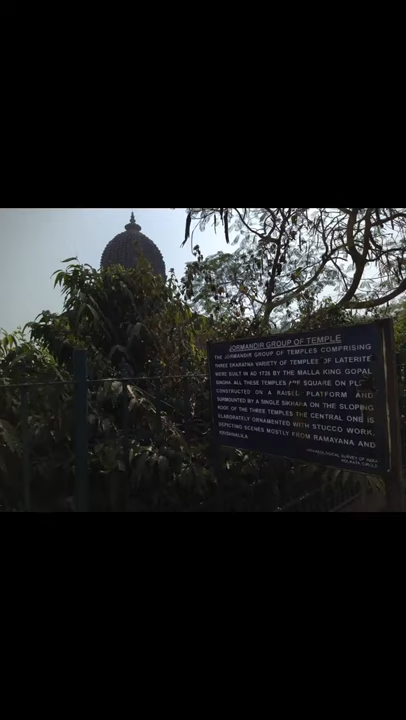 JORMANDIR GROUP OF TEMPLE
THE JORMANDIR GROUP OF TEMPLES COMPRISING
THREE EKARATNA VARIETY OF TEMPLES OF LATERITE
WERE BUILT IN AD 1726 BY THE MALLA KING GOPAL
SINGHA. ALL THESE TEMPLES ARE SQUARE ON PLAN
CONSTRUCTED ON A RAISED PLATFORM AND
SURMOUNTED BY A SINGLE SIKHARA ON THE SLOPING
ROOF. OF THE THREE TEMPLES THE CENTRAL ONE IS
ELABORATELY ORNAMENTED WITH STUCCO WORK,
DEPICTING SCENES MOSTLY FROM RAMAYANA AND
KRISHNALILA
ARCHAEOLOGICAL SURVEY OF INDIA
KOLKATA CIRCLE